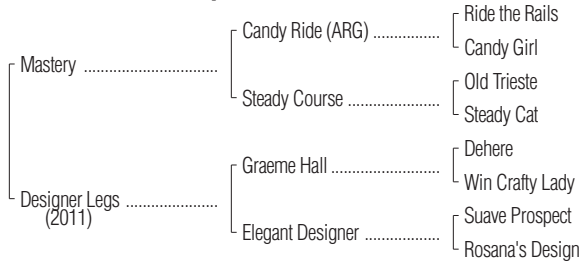 Ride the Rails
Candy Ride (ARG) ................
Candy Girl
Mastery ................................
Old Trieste
Steady Course ......................
Steady Cat
Dehere
Graeme Hall ..........................
Win Crafty Lady
Designer Legs ......................
(2011)
Suave Prospect
Elegant Designer ..................
Rosana's Design